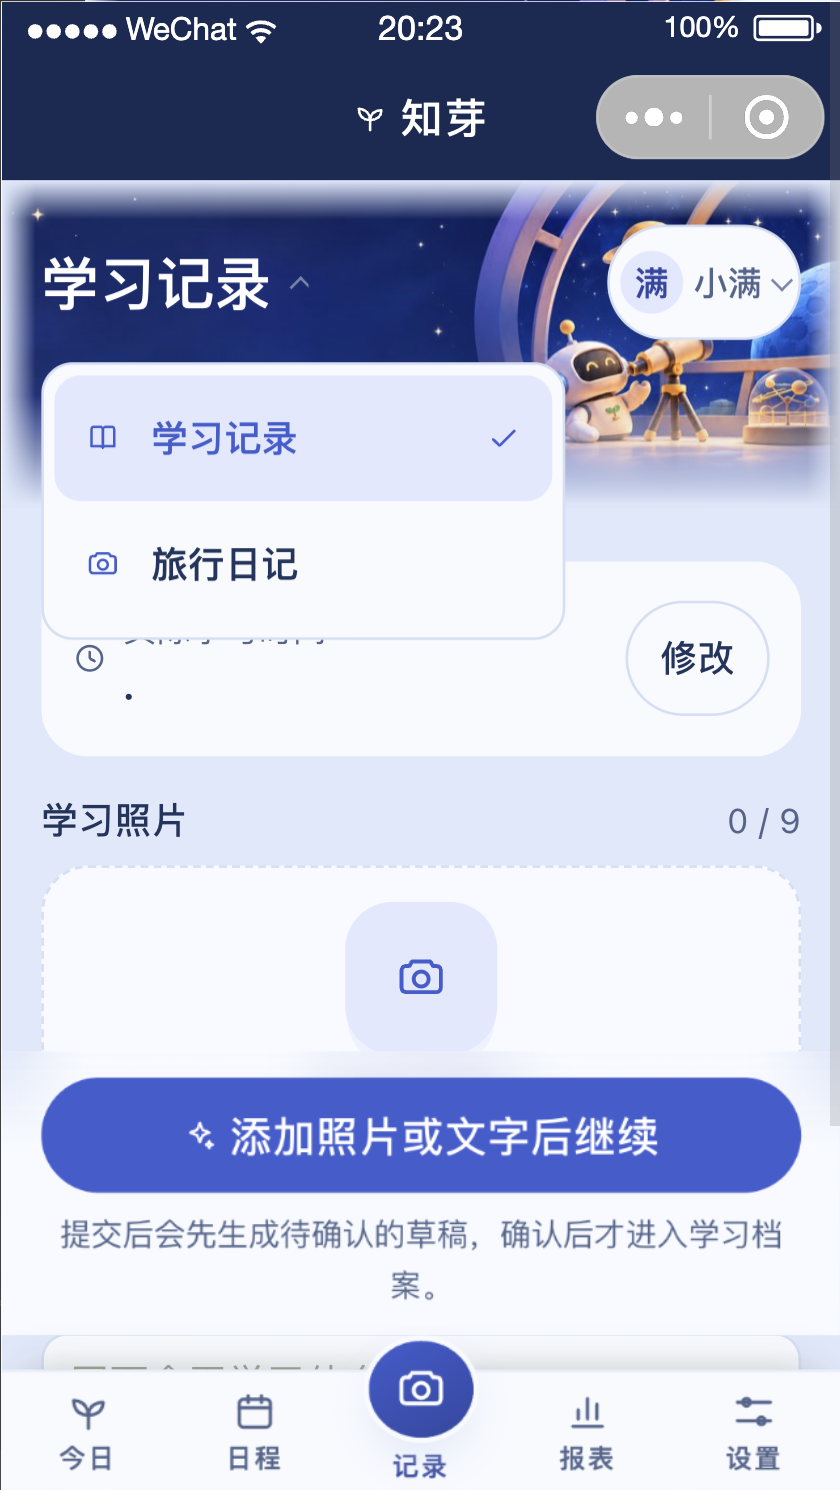 WeChat 20:23 100%
知芽
学习记录
满 小满
学习记录
旅行日记
修改
学习照片 0 / 9
添加照片或文字后继续
提交后会先生成待确认的草稿，确认后才进入学习档
案。
今日 日程 记录 报表 设置